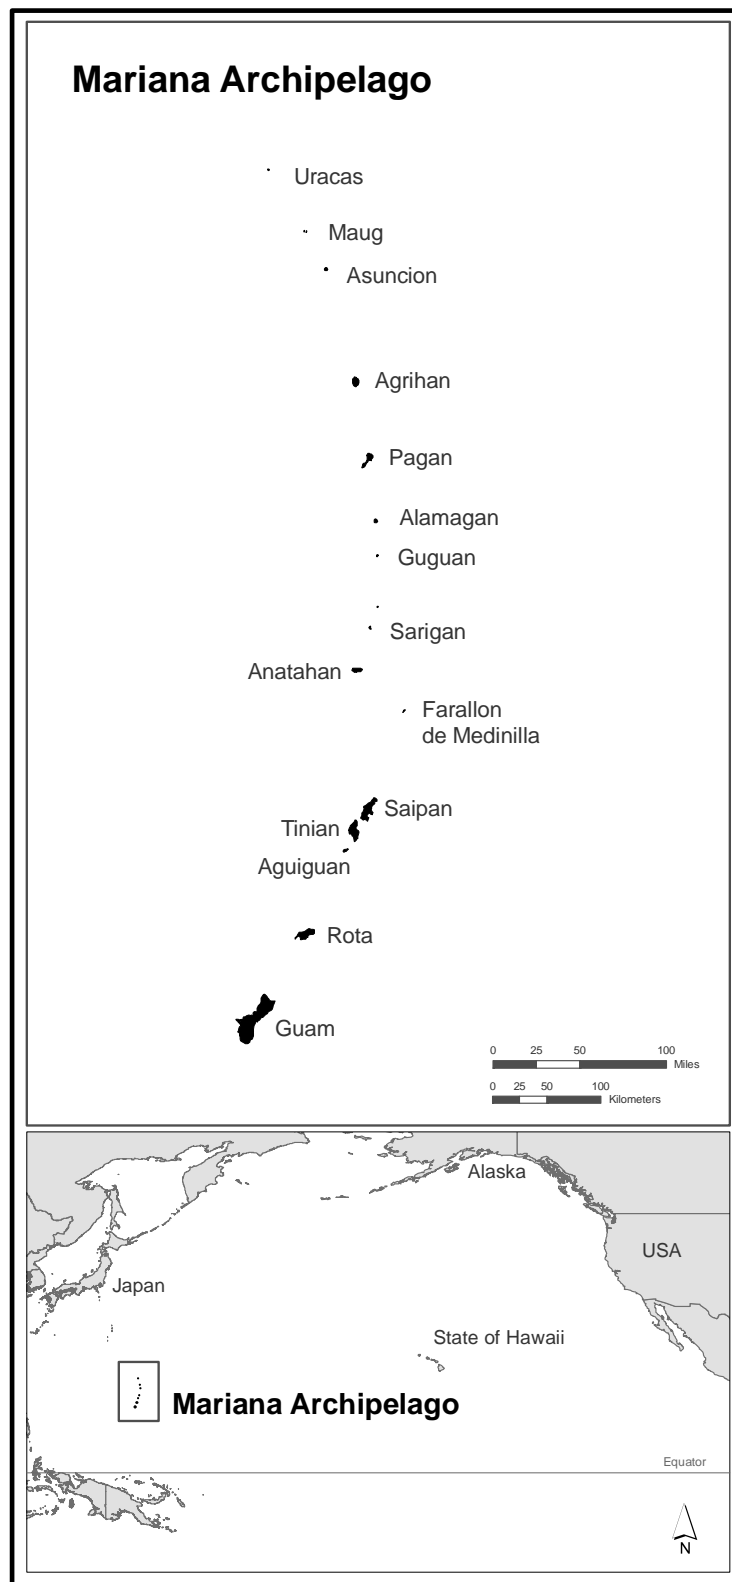 Mariana Archipelago
Uracas
Maug
Asuncion
Agrihan
Pagan
Alamagan
Guguan
Sarigan
Anatahan
Farallon
de Medinilla
Saipan
Tinian
Aguiguan
Rota
Guam
0 25 50 100
Miles
0 25 50 100
Kilometers
Alaska
USA
Japan
State of Hawaii
Mariana Archipelago
Equator
N